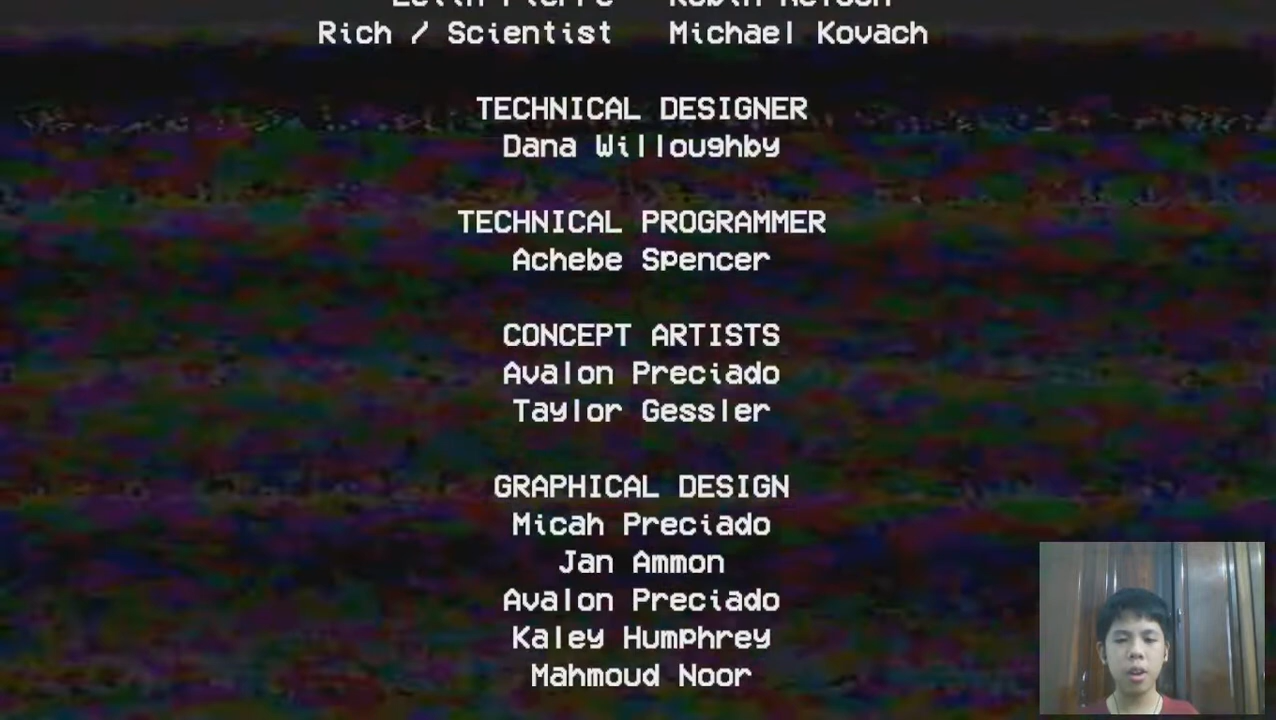 Rich / Scientist Michael Kovach
TECHNICAL DESIGNER
Dana Willoughby
TECHNICAL PROGRAMMER
Achebe Spencer
CONCEPT ARTISTS
Avalon Preciado
Taylor Gessler
GRAPHICAL DESIGN
Micah Preciado
Jan Ammon
Avalon Preciado
Kaley Humphrey
Mahmoud Noor